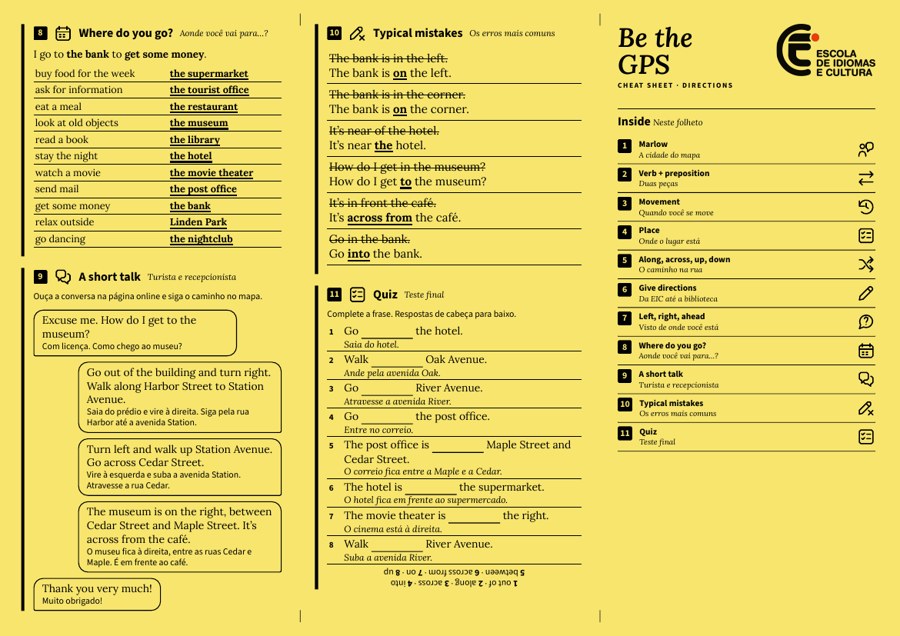 8 Where do you go? Aonde você vai para...?
I go to the bank to get some money.
buy food for the week the supermarket
ask for information the tourist office
eat a meal the restaurant
look at old objects the museum
read a book the library
stay the night the hotel
watch a movie the movie theater
send mail the post office
get some money the bank
relax outside Linden Park
go dancing the nightclub
9 A short talk Turista e recepcionista
Ouça a conversa na página online e siga o caminho no mapa.
Excuse me. How do I get to the
museum?
Com licença. Como chego ao museu?
Go out of the building and turn right.
Walk along Harbor Street to Station
Avenue.
Saia do prédio e vire à direita. Siga pela rua
Harbor até a avenida Station.
Turn left and walk up Station Avenue.
Go across Cedar Street.
Vire à esquerda e suba a avenida Station.
Atravesse a rua Cedar.
The museum is on the right, between
Cedar Street and Maple Street. It's
across from the café.
O museu fica à direita, entre as ruas Cedar e
Maple. É em frente ao café.
Thank you very much!
Muito obrigado!
10 Typical mistakes Os erros mais comuns
The bank is in the left.
The bank is on the left.
The bank is in the corner.
The bank is on the corner.
It's near of the hotel.
It's near the hotel.
How do I get in the museum?
How do I get to the museum?
It's in front the café.
It's across from the café.
Go in the bank.
Go into the bank.
11 Quiz Teste final
Complete a frase. Respostas de cabeça para baixo.
1 Go ________ the hotel.
Saia do hotel.
2 Walk ________ Oak Avenue.
Ande pela avenida Oak.
3 Go ________ River Avenue.
Atravesse a avenida River.
4 Go ________ the post office.
Entre no correio.
5 The post office is ________ Maple Street and
Cedar Street.
O correio fica entre a Maple e a Cedar.
6 The hotel is ________ the supermarket.
O hotel fica em frente ao supermercado.
7 The movie theater is ________ the right.
O cinema está à direita.
8 Walk ________ River Avenue.
Suba a avenida River.
1 out of · 2 along · 3 across · 4 into
5 between · 6 across from · 7 on · 8 up
Be the
GPS
CHEAT SHEET · DIRECTIONS
ESCOLA
DE IDIOMAS
E CULTURA
Inside Neste folheto
1 Marlow
A cidade do mapa
2 Verb + preposition
Duas peças
3 Movement
Quando você se move
4 Place
Onde o lugar está
5 Along, across, up, down
O caminho na rua
6 Give directions
Da EIC até a biblioteca
7 Left, right, ahead
Visto de onde você está
8 Where do you go?
Aonde você vai para...?
9 A short talk
Turista e recepcionista
10 Typical mistakes
Os erros mais comuns
11 Quiz
Teste final